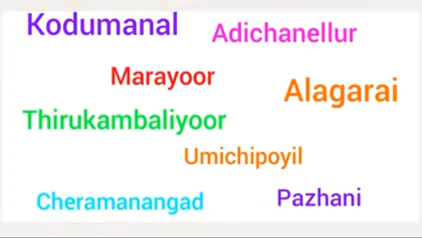 Kodumanal
Adichanellur
Marayoor
Alagarai
Thirukambaliyoor
Umichipoyil
Cheramanangad
Pazhani